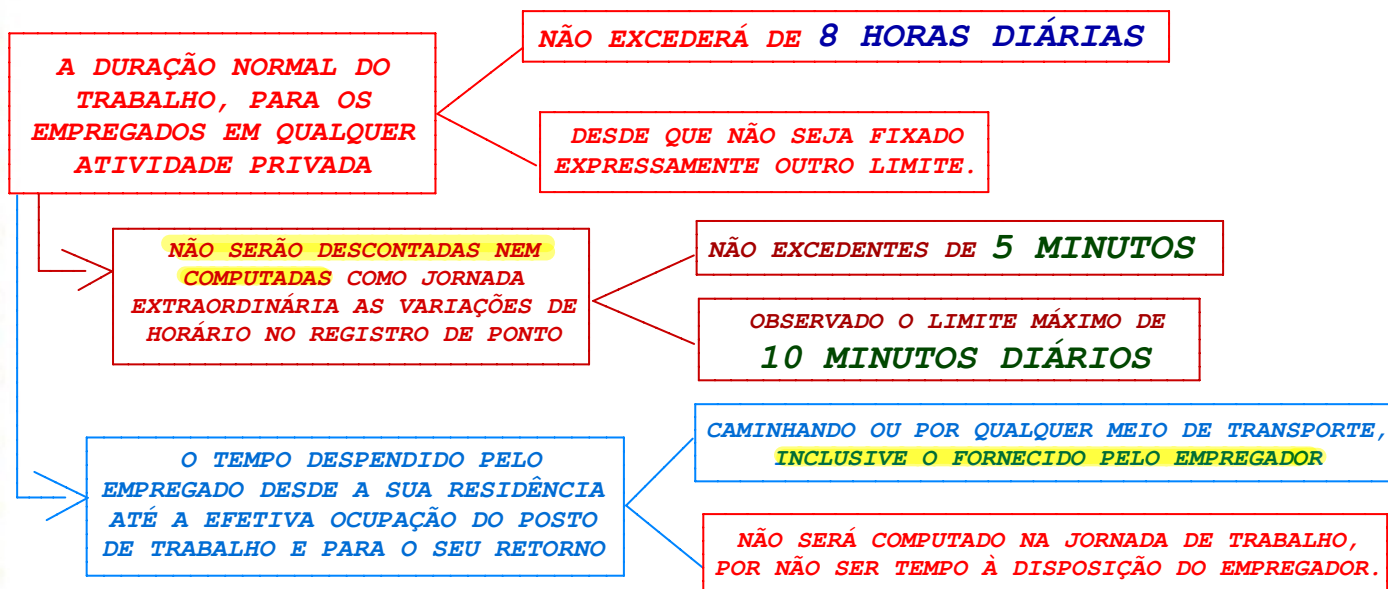 A DURAÇÃO NORMAL DO
TRABALHO, PARA OS
EMPREGADOS EM QUALQUER
ATIVIDADE PRIVADA
NÃO EXCEDERÁ DE 8 HORAS DIÁRIAS
DESDE QUE NÃO SEJA FIXADO
EXPRESSAMENTE OUTRO LIMITE.
NÃO SERÃO DESCONTADAS NEM
COMPUTADAS COMO JORNADA
EXTRAORDINÁRIA AS VARIAÇÕES DE
HORÁRIO NO REGISTRO DE PONTO
NÃO EXCEDENTES DE 5 MINUTOS
OBSERVADO O LIMITE MÁXIMO DE
10 MINUTOS DIÁRIOS
O TEMPO DESPENDIDO PELO
EMPREGADO DESDE A SUA RESIDÊNCIA
ATÉ A EFETIVA OCUPAÇÃO DO POSTO
DE TRABALHO E PARA O SEU RETORNO
CAMINHANDO OU POR QUALQUER MEIO DE TRANSPORTE,
INCLUSIVE O FORNECIDO PELO EMPREGADOR
NÃO SERÁ COMPUTADO NA JORNADA DE TRABALHO,
POR NÃO SER TEMPO À DISPOSIÇÃO DO EMPREGADOR.